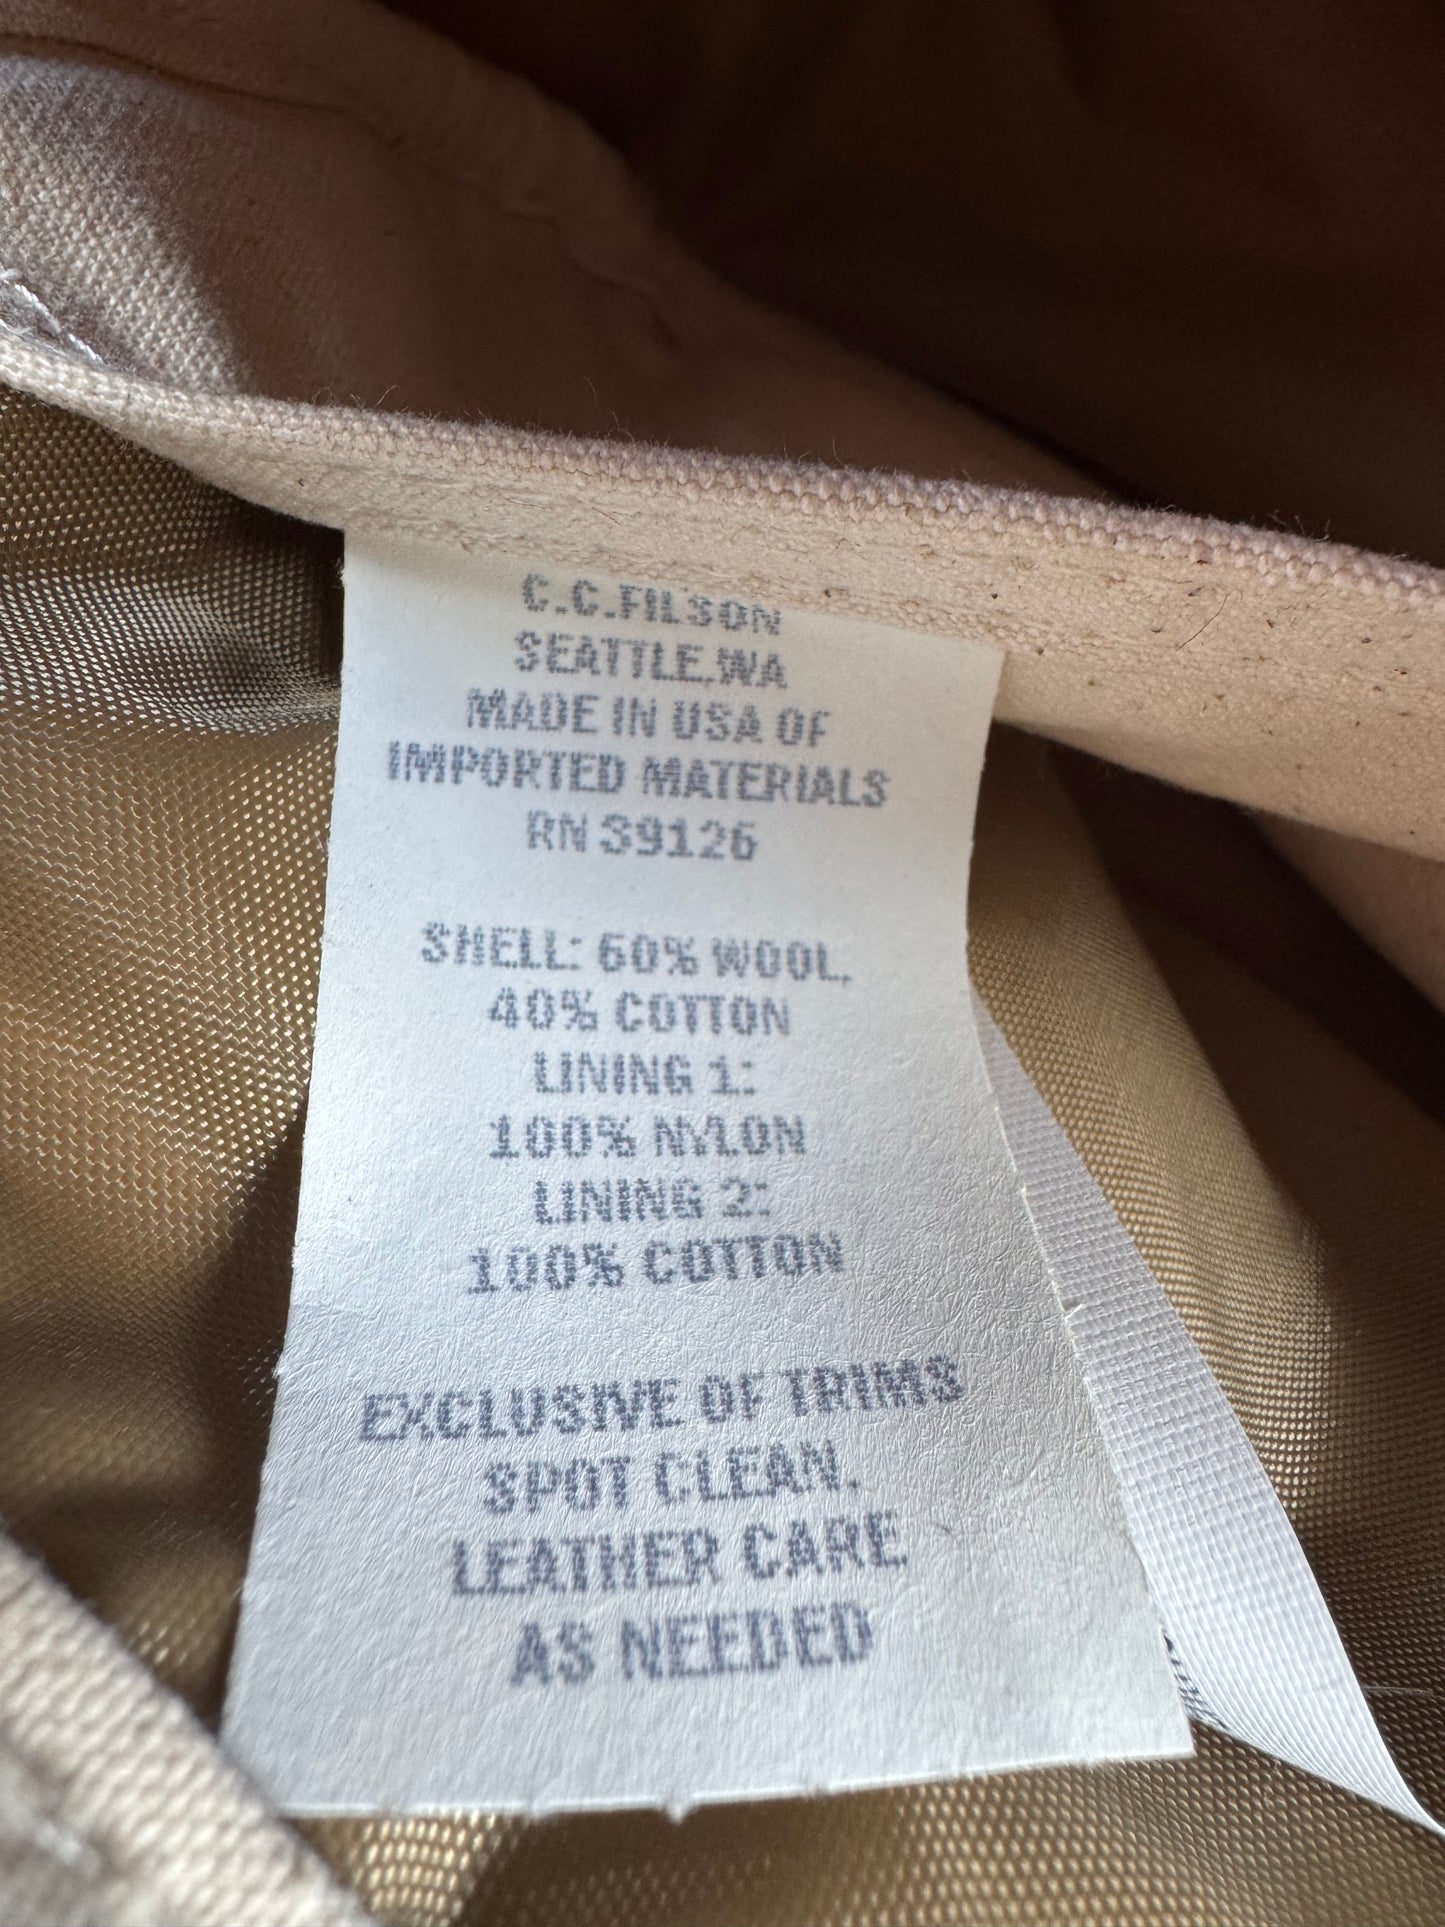 C.C.FILSON
SEATTLE,WA
MADE IN USA OF
IMPORTED MATERIALS
RN 39126
SHELL: 60% WOOL,
40% COTTON
LINING 1:
100% NYLON
LINING 2:
100% COTTON
EXCLUSIVE OF TRIMS
SPOT CLEAN.
LEATHER CARE
AS NEEDED